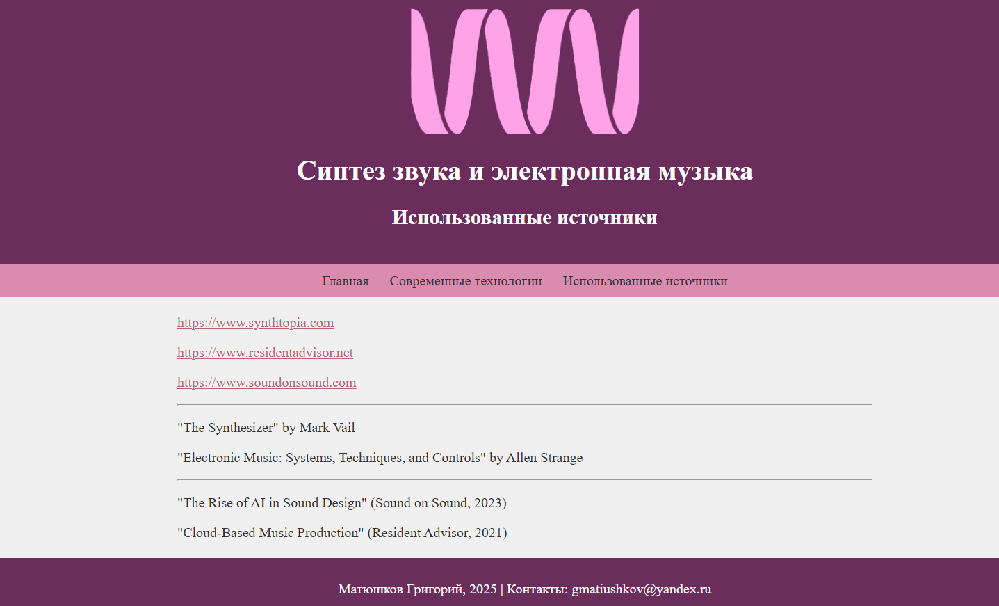 Синтез звука и электронная музыка
Использованные источники
Главная Современные технологии Использованные источники
https://www.synthtopia.com
https://www.residentadvisor.net
https://www.soundonsound.com
"The Synthesizer" by Mark Vail
"Electronic Music: Systems, Techniques, and Controls" by Allen Strange
"The Rise of AI in Sound Design" (Sound on Sound, 2023)
"Cloud-Based Music Production" (Resident Advisor, 2021)
Матюшков Григорий, 2025 | Контакты: gmatiushkov@yandex.ru